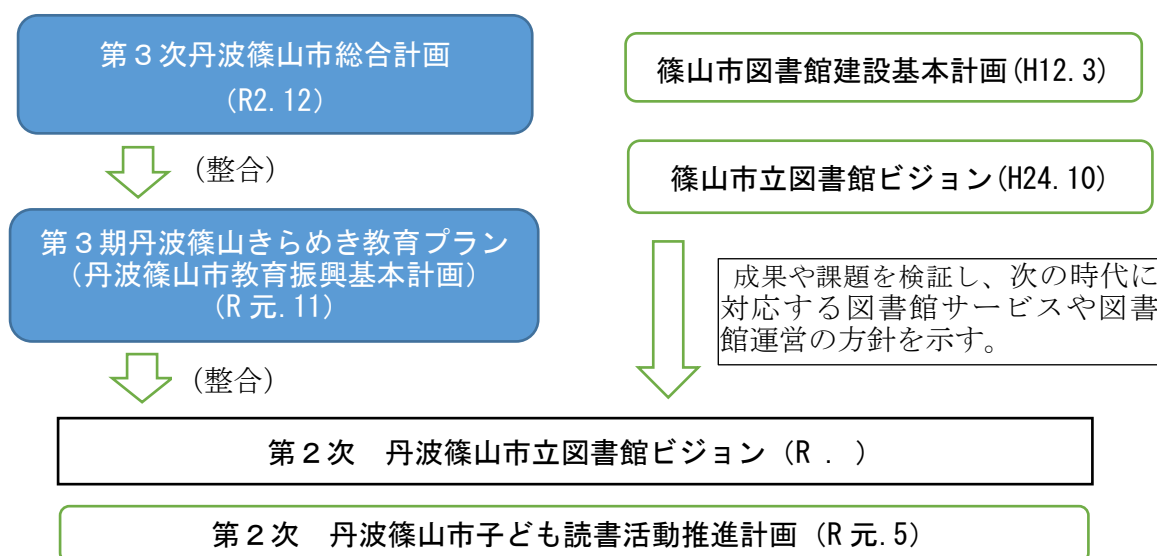 第３次丹波篠山市総合計画
（R2.12）
（整合）
第３期丹波篠山きらめき教育プラン
（丹波篠山市教育振興基本計画）
（R元.11）
（整合）
篠山市図書館建設基本計画(H12.3)
篠山市立図書館ビジョン(H24.10)
成果や課題を検証し、次の時代に
対応する図書館サービスや図書
館運営の方針を示す。
第２次　丹波篠山市立図書館ビジョン（R . ）
第２次　丹波篠山市子ども読書活動推進計画（R元.5）